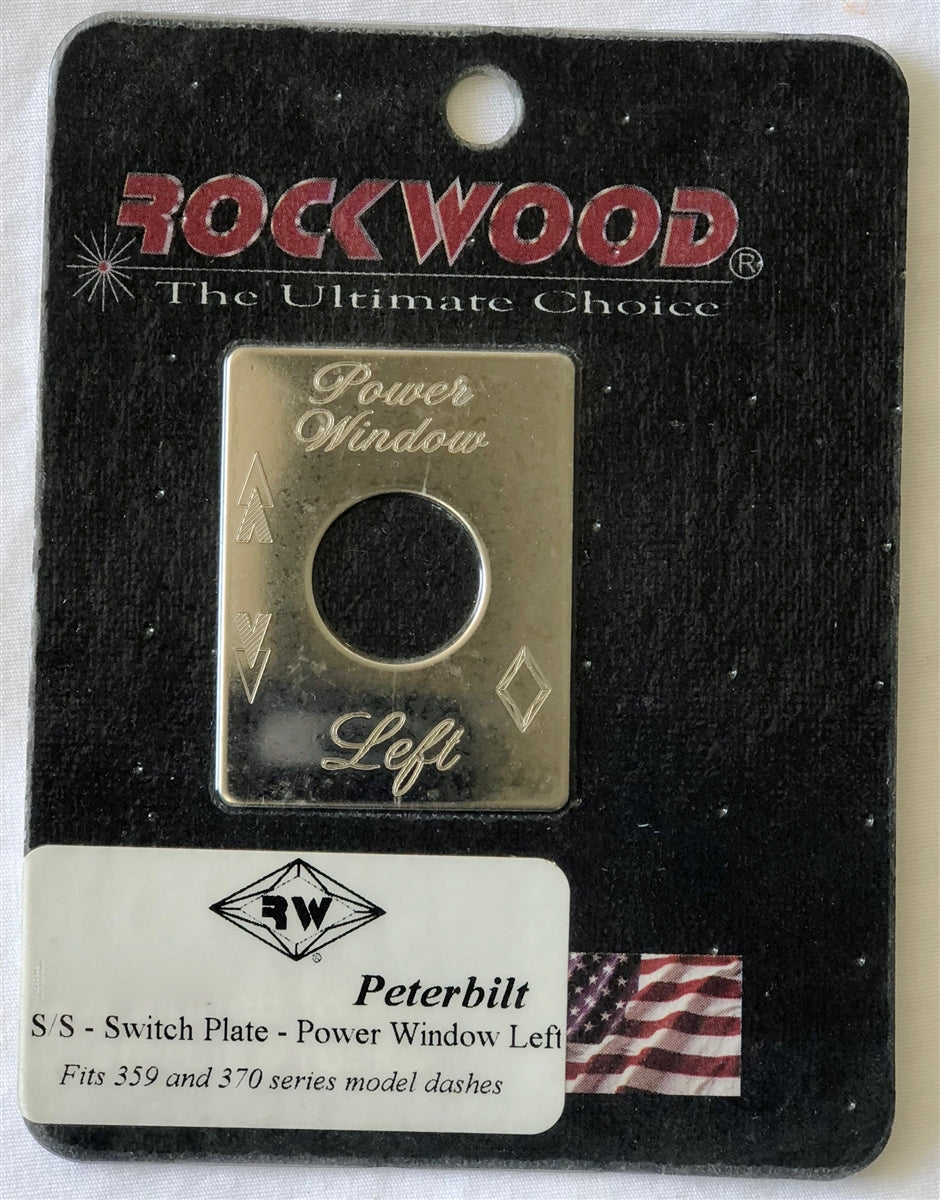 ROCKWOOD®
The Ultimate Choice
Power
Window
Left
RW®
Peterbilt
S/S - Switch Plate - Power Window Left
Fits 359 and 370 series model dashes